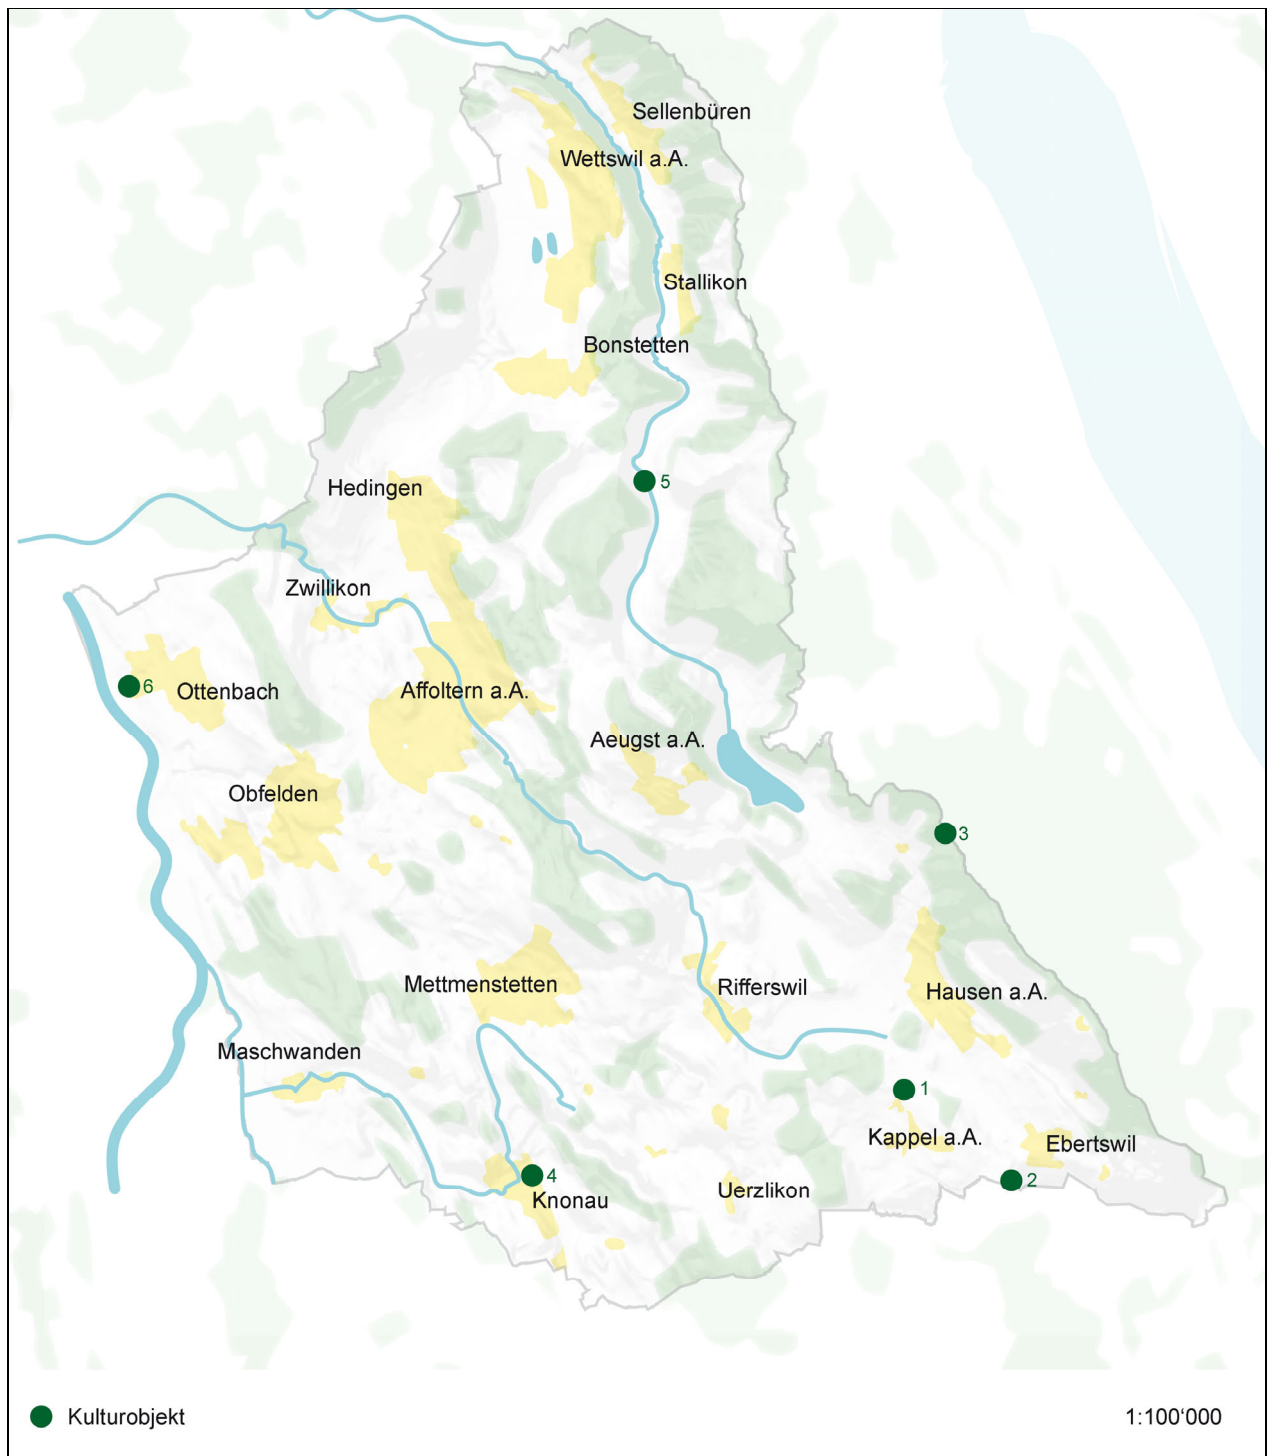 Sellenbüren
Wettswil a.A.
Stallikon
Bonstetten
5
Hedingen
Zwillikon
6
Ottenbach
Affoltern a.A.
Aeugst a.A.
Obfelden
3
Mettmenstetten
Rifferswil
Hausen a.A.
Maschwanden
1
Kappel a.A.
Ebertswil
4
2
Knonau
Uerzlikon
Kulturobjekt
1:100‘000